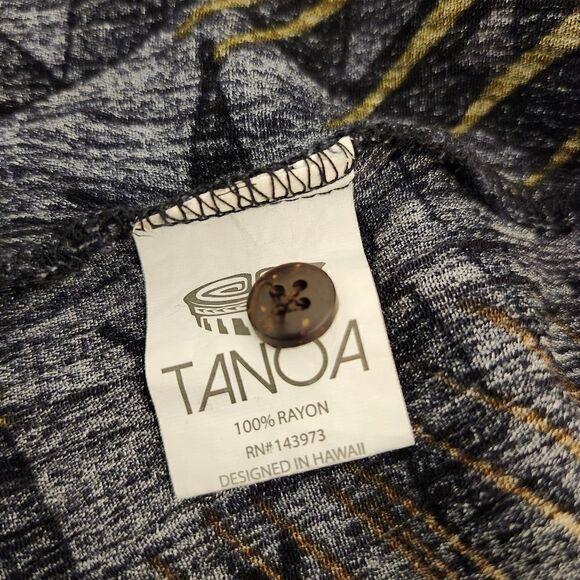 TANOA
100% RAYON
RN#143973
DESIGNED IN HAWAII